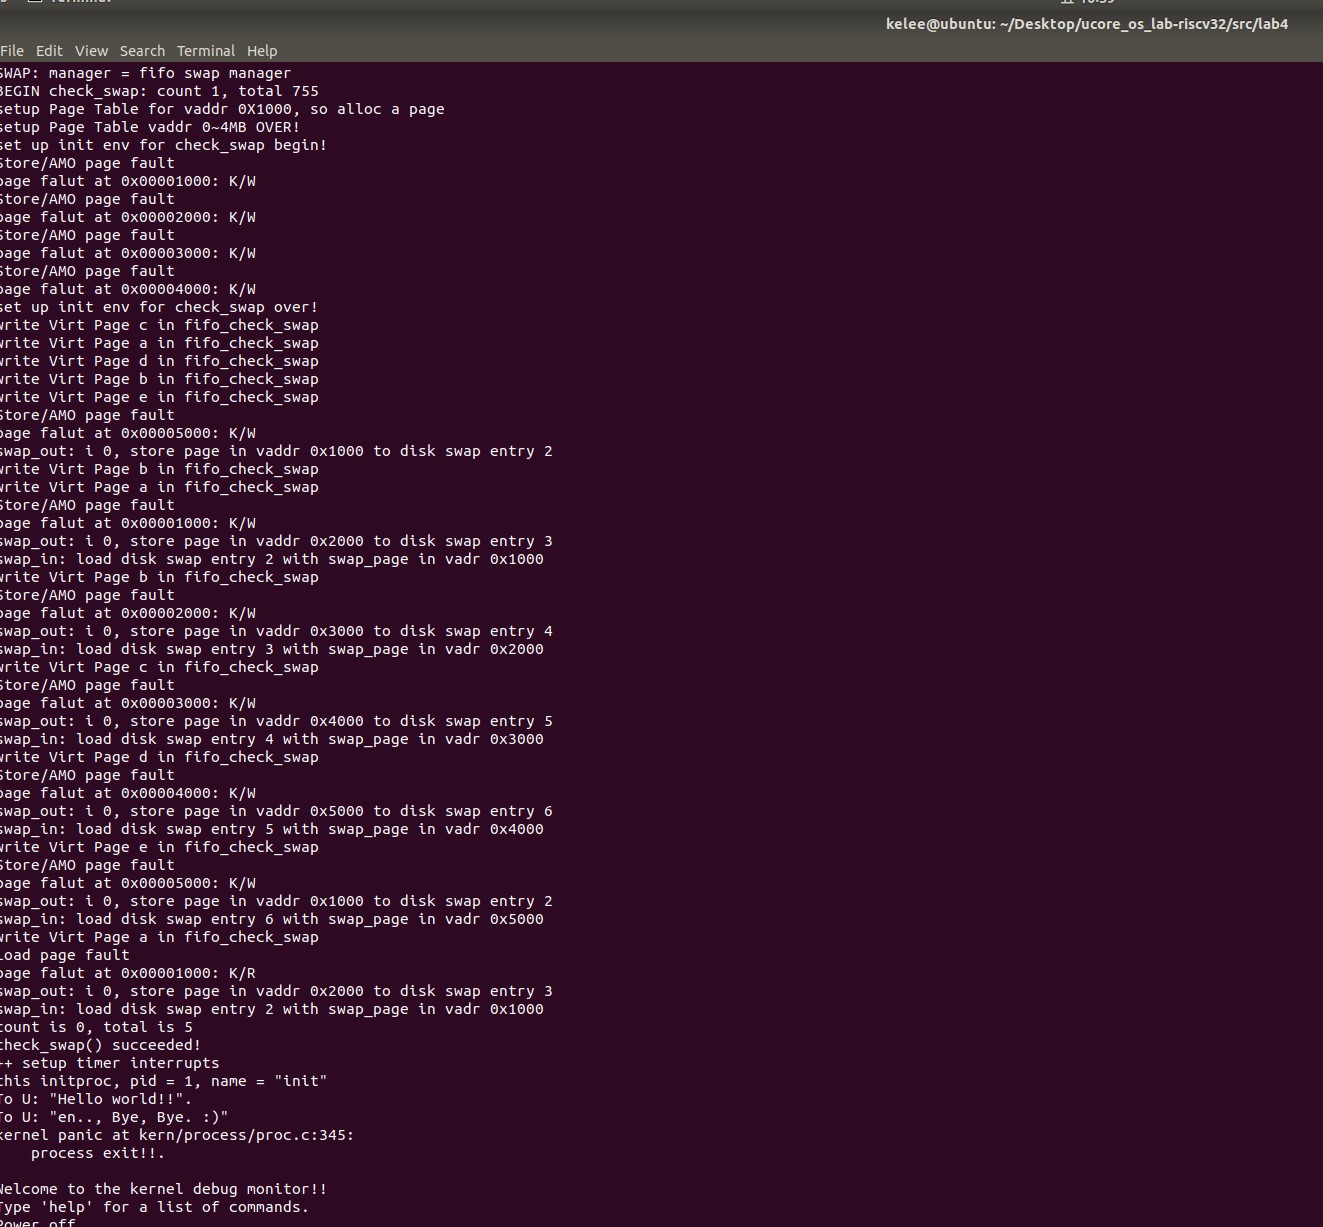 Terminal
kelee@ubuntu: ~/Desktop/ucore_os_lab-riscv32/src/lab4
File Edit View Search Terminal Help
SWAP: manager = fifo swap manager
BEGIN check_swap: count 1, total 755
setup Page Table for vaddr 0X1000, so alloc a page
setup Page Table vaddr 0~4MB OVER!
set up init env for check_swap begin!
Store/AMO page fault
page falut at 0x00001000: K/W
Store/AMO page fault
page falut at 0x00002000: K/W
Store/AMO page fault
page falut at 0x00003000: K/W
Store/AMO page fault
page falut at 0x00004000: K/W
set up init env for check_swap over!
write Virt Page c in fifo_check_swap
write Virt Page a in fifo_check_swap
write Virt Page d in fifo_check_swap
write Virt Page b in fifo_check_swap
write Virt Page e in fifo_check_swap
Store/AMO page fault
page falut at 0x00005000: K/W
swap_out: i 0, store page in vaddr 0x1000 to disk swap entry 2
write Virt Page b in fifo_check_swap
write Virt Page a in fifo_check_swap
Store/AMO page fault
page falut at 0x00001000: K/W
swap_out: i 0, store page in vaddr 0x2000 to disk swap entry 3
swap_in: load disk swap entry 2 with swap_page in vadr 0x1000
write Virt Page b in fifo_check_swap
Store/AMO page fault
page falut at 0x00002000: K/W
swap_out: i 0, store page in vaddr 0x3000 to disk swap entry 4
swap_in: load disk swap entry 3 with swap_page in vadr 0x2000
write Virt Page c in fifo_check_swap
Store/AMO page fault
page falut at 0x00003000: K/W
swap_out: i 0, store page in vaddr 0x4000 to disk swap entry 5
swap_in: load disk swap entry 4 with swap_page in vadr 0x3000
write Virt Page d in fifo_check_swap
Store/AMO page fault
page falut at 0x00004000: K/W
swap_out: i 0, store page in vaddr 0x5000 to disk swap entry 6
swap_in: load disk swap entry 5 with swap_page in vadr 0x4000
write Virt Page e in fifo_check_swap
Store/AMO page fault
page falut at 0x00005000: K/W
swap_out: i 0, store page in vaddr 0x1000 to disk swap entry 2
swap_in: load disk swap entry 6 with swap_page in vadr 0x5000
write Virt Page a in fifo_check_swap
Load page fault
page falut at 0x00001000: K/R
swap_out: i 0, store page in vaddr 0x2000 to disk swap entry 3
swap_in: load disk swap entry 2 with swap_page in vadr 0x1000
count is 0, total is 5
check_swap() succeeded!
++ setup timer interrupts
this initproc, pid = 1, name = "init"
To U: "Hello world!!".
To U: "en.., Bye, Bye. :)"
kernel panic at kern/process/proc.c:345:
process exit!!.
Welcome to the kernel debug monitor!!
Type 'help' for a list of commands.
Power off